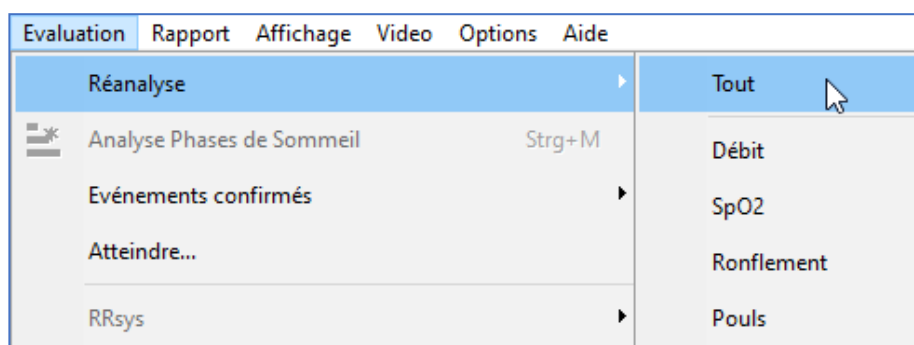 Evaluation Rapport Affichage Video Options Aide
Réanalyse
Analyse Phases de Sommeil Strg+M
Evénements confirmés
Atteindre...
RRsys
Tout
Débit
SpO2
Ronflement
Pouls